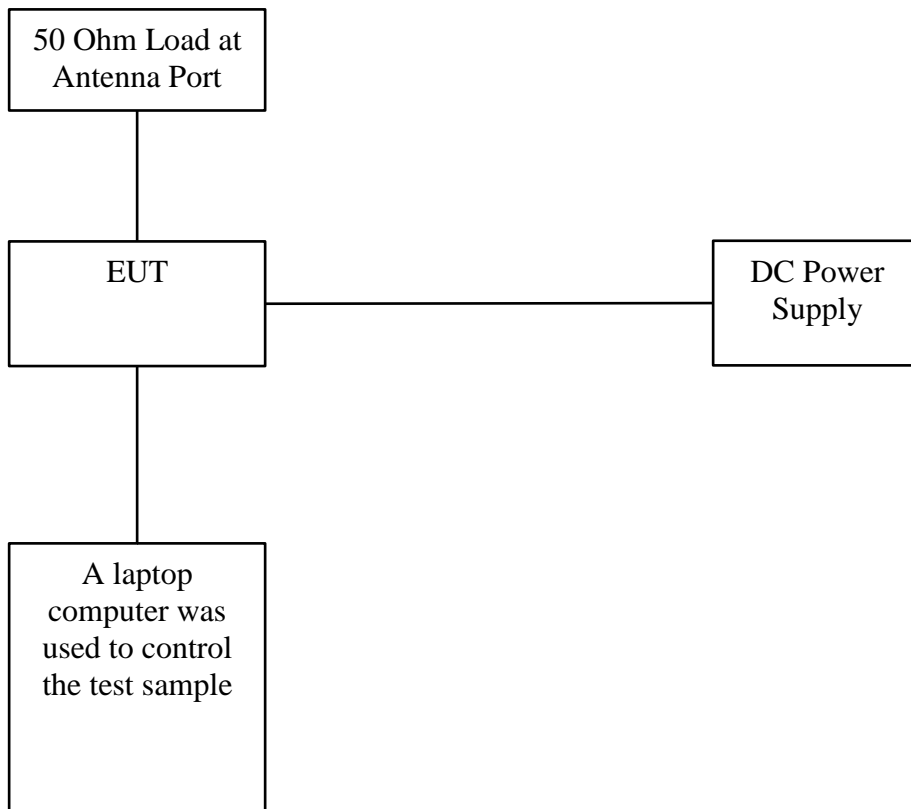 50 Ohm Load at
Antenna Port
EUT
DC Power
Supply
A laptop
computer was
used to control
the test sample